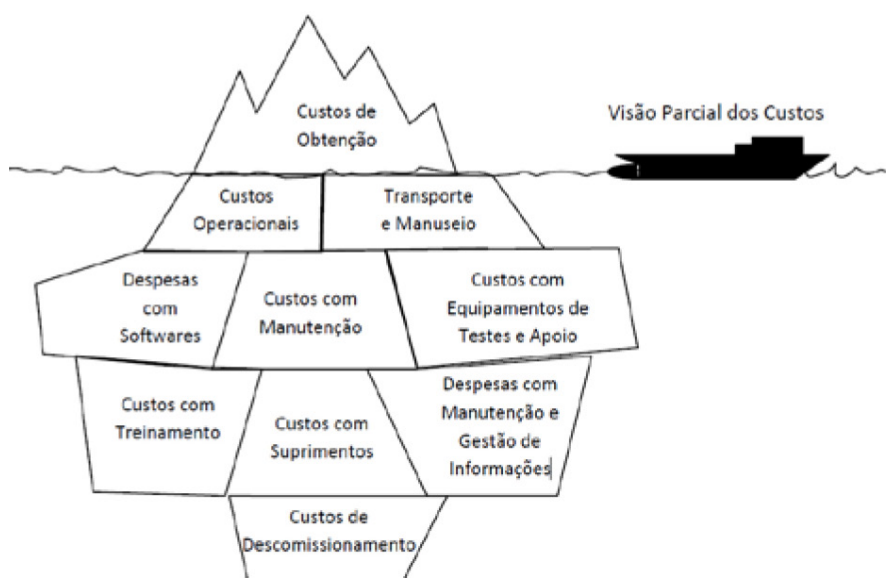 Custos de
Obtenção
Visão Parcial dos Custos
Custos
Operacionais
Transporte
e Manuseio
Despesas
com
Softwares
Custos com
Manutenção
Custos com
Equipamentos de
Testes e Apoio
Custos com
Treinamento
Custos com
Suprimentos
Despesas com
Manutenção e
Gestão de
Informações
Custos de
Descomissionamento